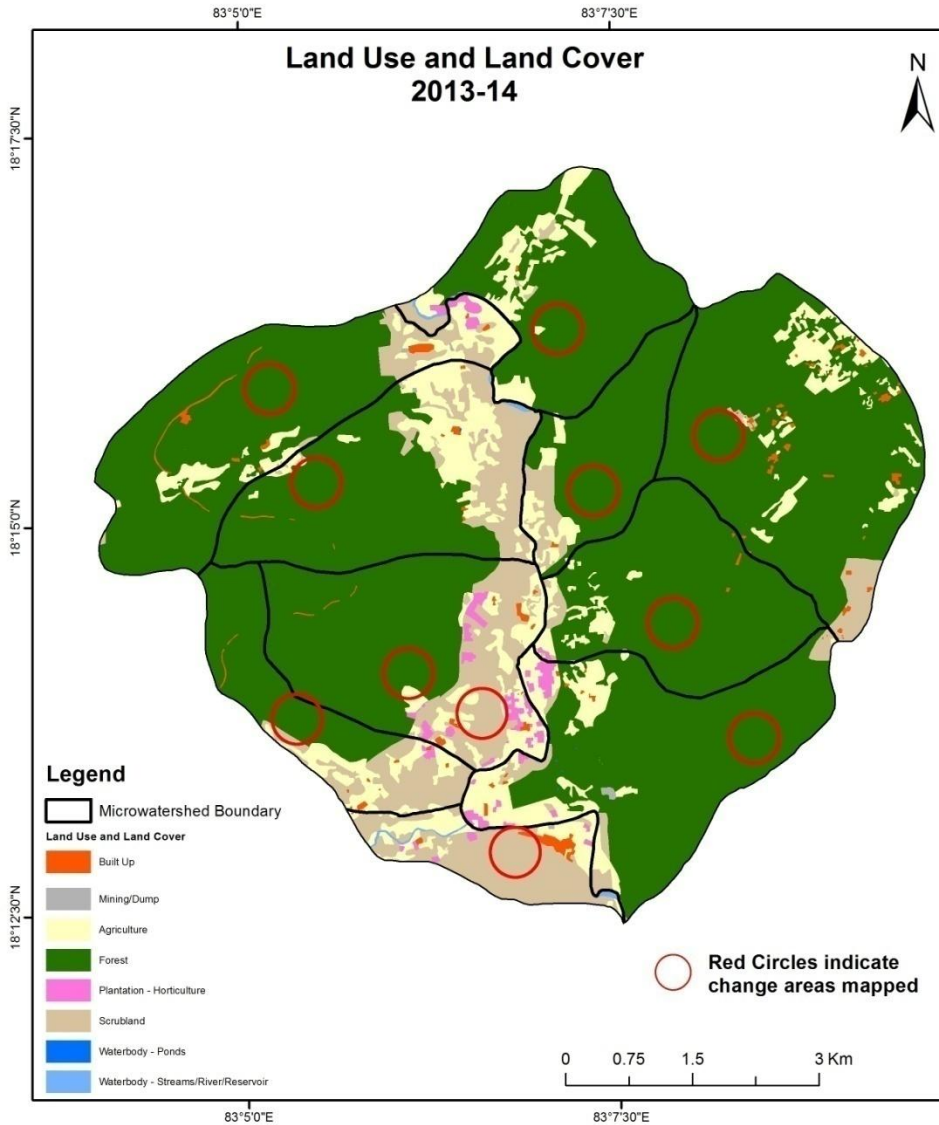 83°5'0"E
83°7'30"E
Land Use and Land Cover
2013-14
N
18°17'30"N
18°15'0"N
18°12'30"N
Legend
Microwatershed Boundary
Land Use and Land Cover
Built Up
Mining/Dump
Agriculture
Forest
Plantation - Horticulture
Scrubland
Waterbody - Ponds
Waterbody - Streams/River/Reservoir
Red Circles indicate
change areas mapped
0 0.75 1.5 3 Km
83°5'0"E
83°7'30"E